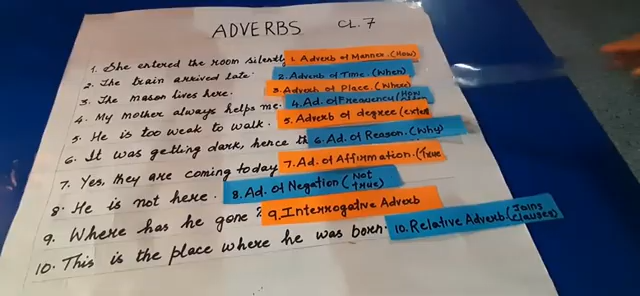 ADVERBS CL.7
1. She entered the room silently 1. Adverb of Manner. (How)
2. The train arrived late. 2. Adverb of Time. (When)
3. The mason lives here. 3. Adverb of Place. (Where)
4. My mother always helps me. 4. Ad. of Frequency (How
5. He is too weak to walk. 5. Adverb of degree (extent
6. It was getting dark, hence th 6. Ad. of Reason. (Why)
7. Yes, they are coming today 7. Ad. of Affirmation. (True
8. He is not here. 8. Ad. of Negation (Not true)
9. Where has he gone? 9. Interrogative Adverb
10. This is the place where he was born. 10. Relative Adverb (Joins clauses)